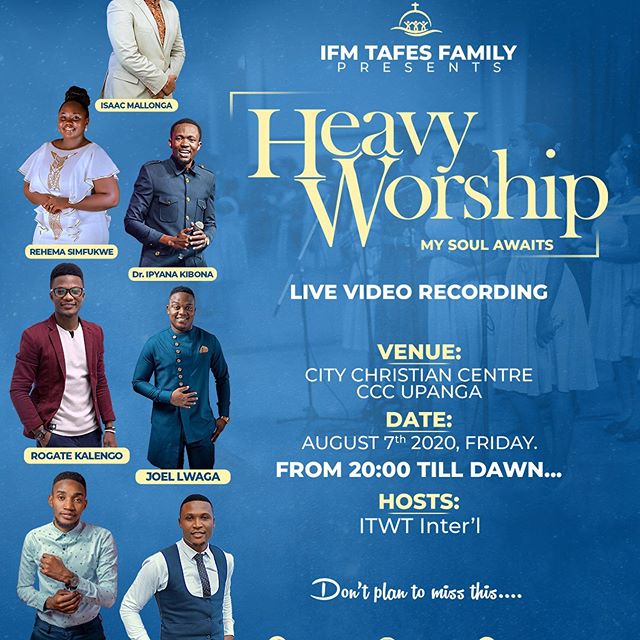 IFM TAFES FAMILY
PRESENTS
Heavy
Worship
MY SOUL AWAITS
LIVE VIDEO RECORDING
VENUE:
CITY CHRISTIAN CENTRE
CCC UPANGA
DATE:
AUGUST 7th 2020, FRIDAY.
FROM 20:00 TILL DAWN...
HOSTS:
ITWT Inter'l
Don't plan to miss this....
ISAAC MALLONGA
REHEMA SIMFUKWE
Dr. IPYANA KIBONA
ROGATE KALENGO
JOEL LWAGA